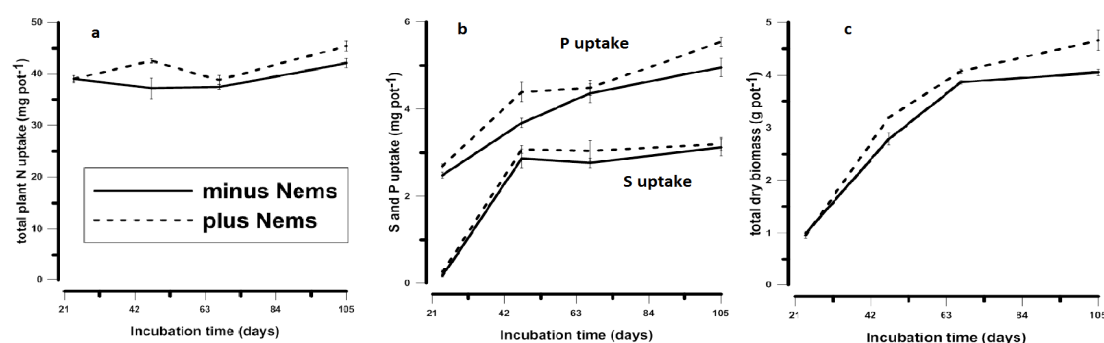 a
total plant N uptake (mg pot-1)
50
40
30
20
10
0
minus Nems
plus Nems
21
42
63
84
105
Incubation time (days)
b
S and P uptake (mg pot-1)
6
4
2
0
P uptake
S uptake
21
42
63
84
105
Incubation time (days)
c
total dry biomass (g pot-1)
5
4
3
2
1
0
21
42
63
84
105
Incubation time (days)